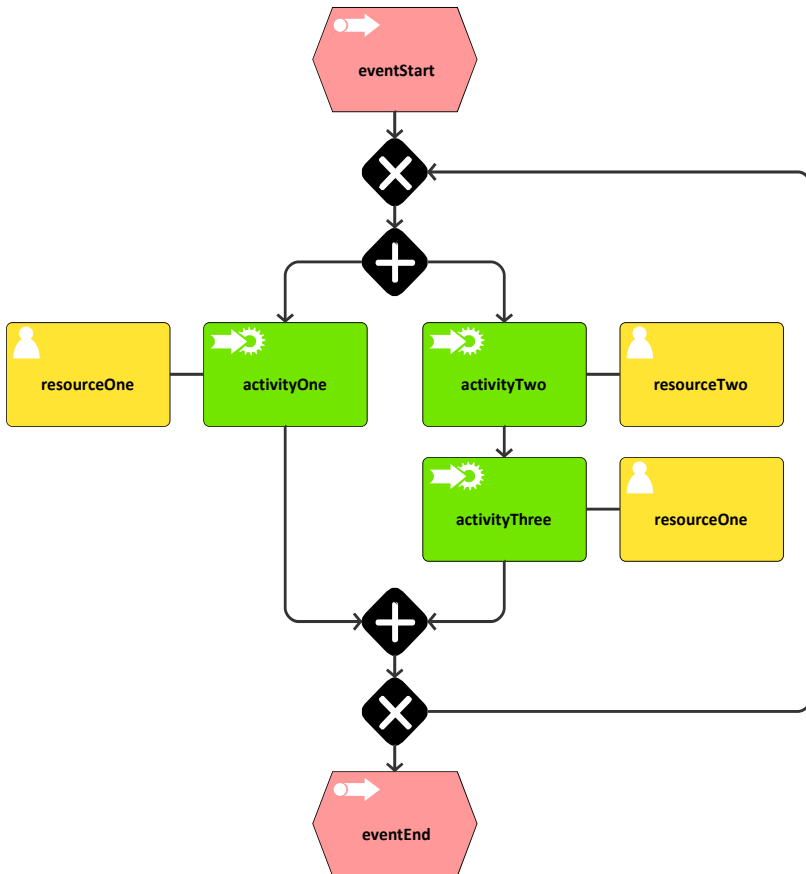 eventStart
resourceOne
activityOne
activityTwo
resourceTwo
activityThree
resourceOne
eventEnd